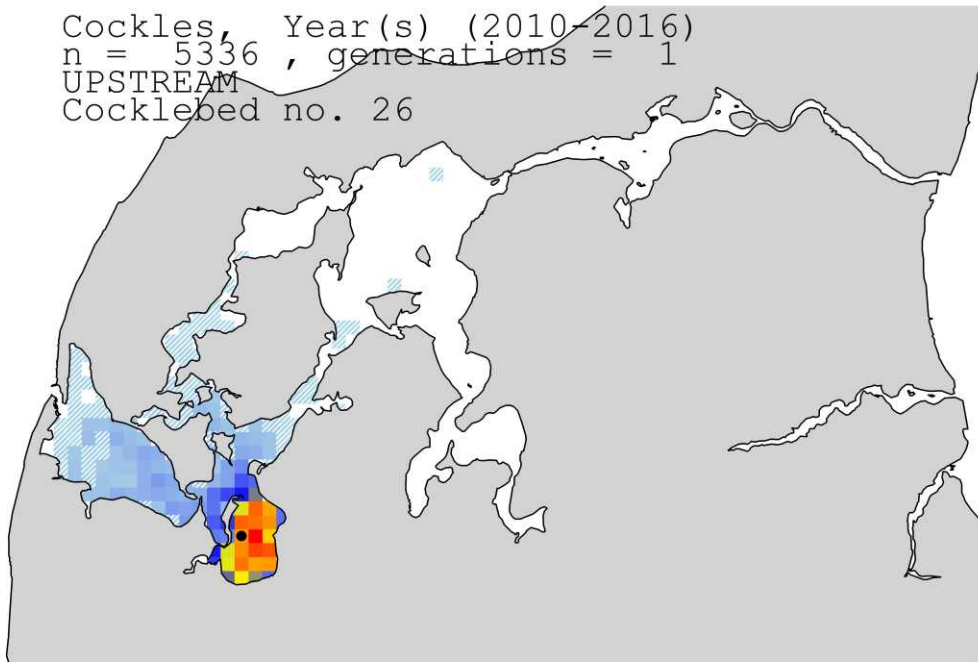 Cockles, Year(s) (2010-2016)
n = 5336 , generations = 1
UPSTREAM
Cocklebed no. 26